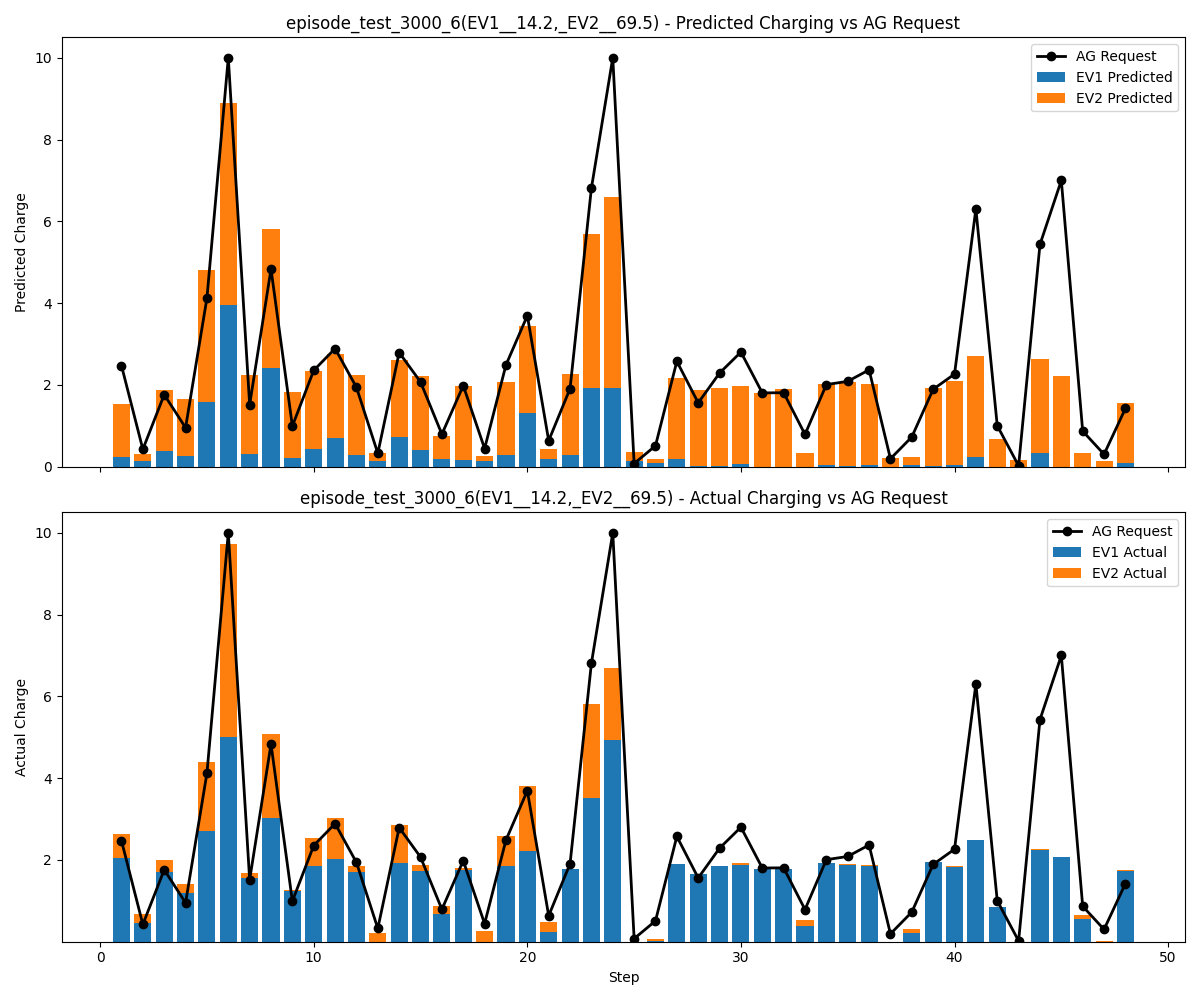 episode_test_3000_6(EV1__14.2,_EV2__69.5) - Predicted Charging vs AG Request
10
8
6
4
2
0
Predicted Charge
AG Request
EV1 Predicted
EV2 Predicted
episode_test_3000_6(EV1__14.2,_EV2__69.5) - Actual Charging vs AG Request
10
8
6
4
2
Actual Charge
AG Request
EV1 Actual
EV2 Actual
0 10 20 30 40 50
Step